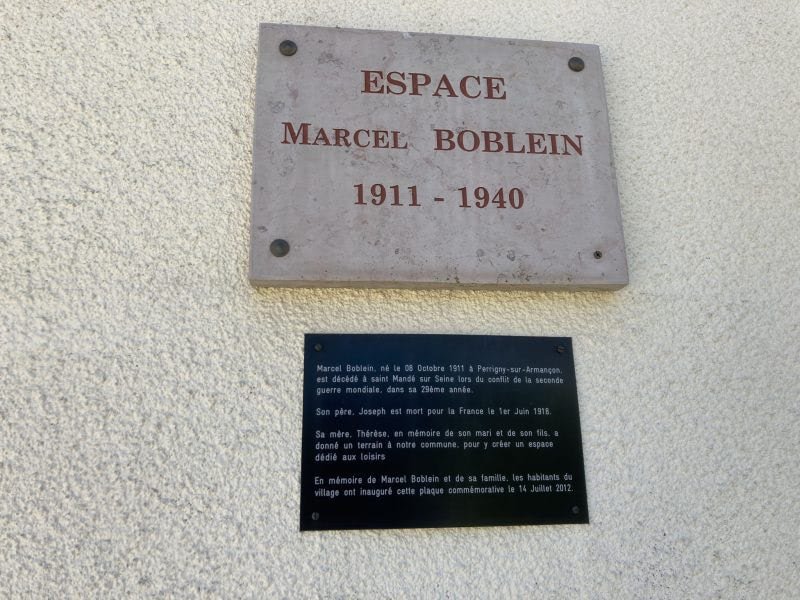 ESPACE
MARCEL BOBLEIN
1911 - 1940
Marcel Boblein, né le 08 Octobre 1911 à Perrigny-sur-Armançon,
est décédé à saint Mandé sur Seine lors du conflit de la seconde
guerre mondiale, dans sa 29ème année.
Son père, Joseph est mort pour la France le 1er Juin 1918.
Sa mère, Thérèse, en mémoire de son mari et de son fils, a
donné un terrain à notre commune, pour y créer un espace
dédié aux loisirs
En mémoire de Marcel Boblein et de sa famille, les habitants du
village ont inauguré cette plaque commémorative le 14 Juillet 2012.